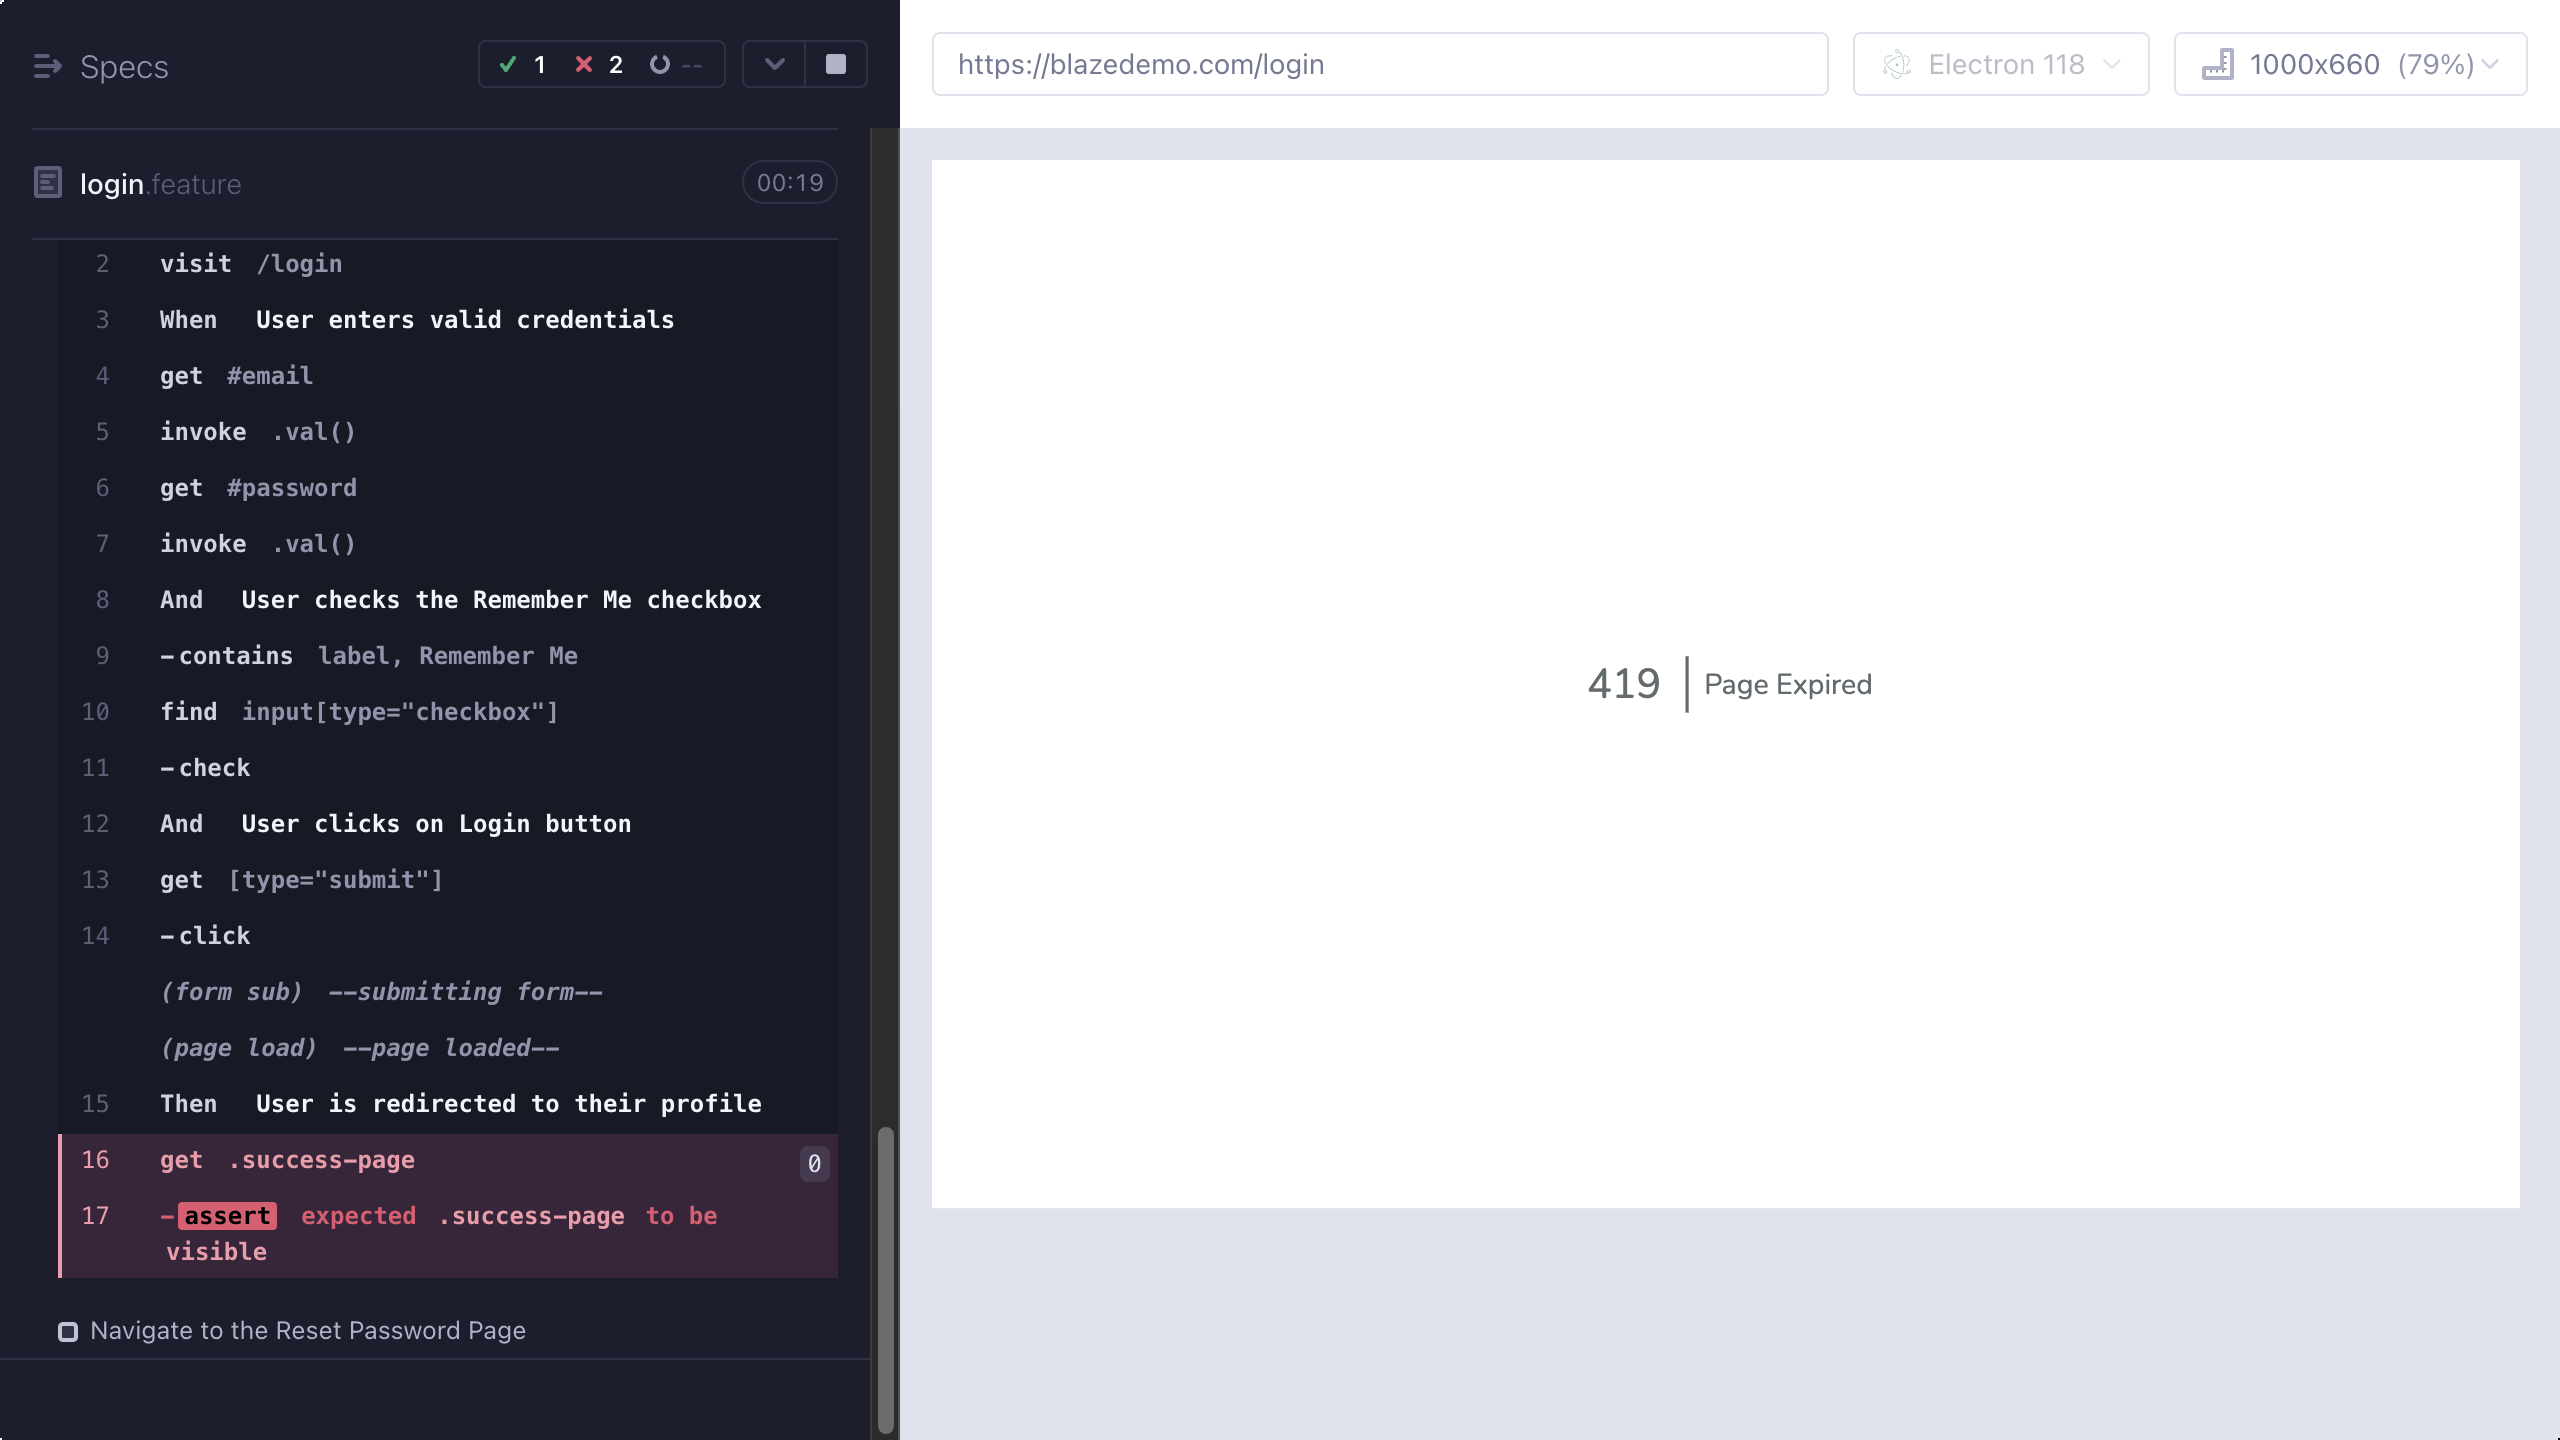 Specs
1 2 --
login.feature
00:19
2 visit /login
3 When User enters valid credentials
4 get #email
5 invoke .val()
6 get #password
7 invoke .val()
8 And User checks the Remember Me checkbox
9 -contains label, Remember Me
10 find input[type="checkbox"]
11 -check
12 And User clicks on Login button
13 get [type="submit"]
14 -click
(form sub) --submitting form--
(page load) --page loaded--
15 Then User is redirected to their profile
16 get .success-page 0
17 -assert expected .success-page to be
visible
Navigate to the Reset Password Page
https://blazedemo.com/login
Electron 118
1000x660 (79%)
419 Page Expired